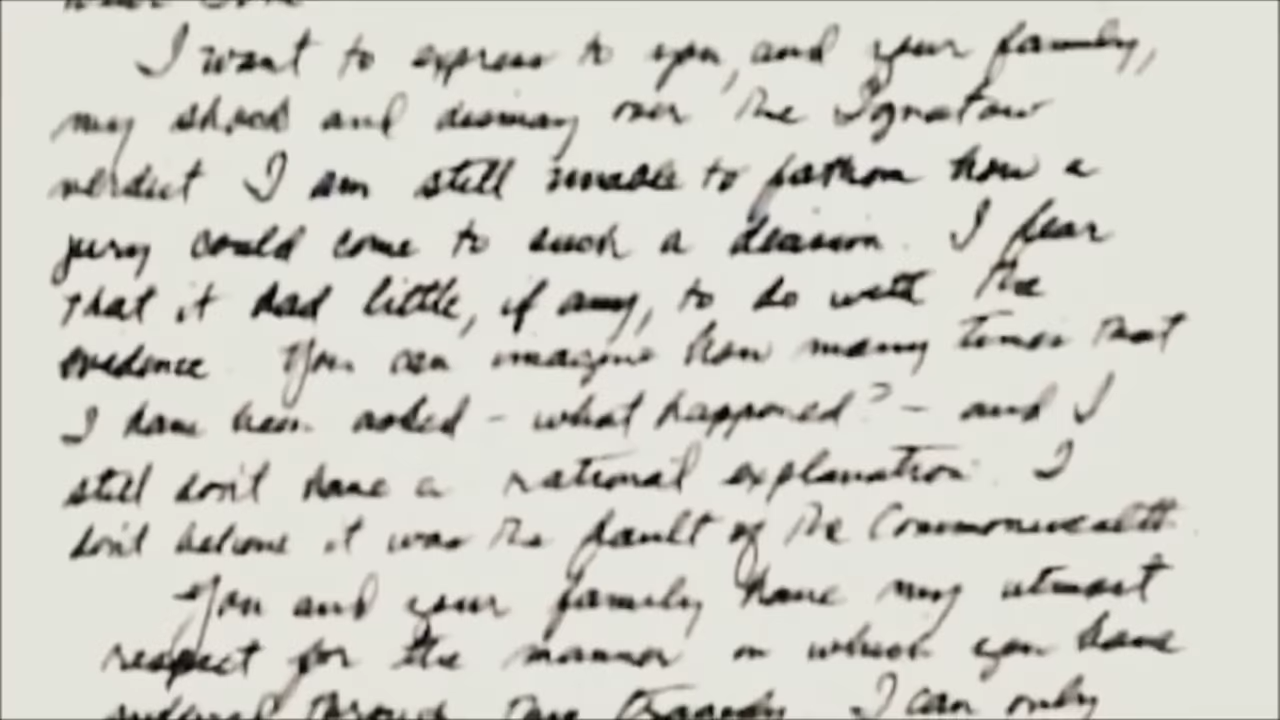 I want to express to you, and your family,
my shock and dismay over the Ignatow
verdict I am still unable to fathom how a
jury could come to such a decision. I fear
that it had little, if any, to do with the
evidence. You can imagine how many times that
I have been asked - what happened? - and I
still don't have a rational explanation. I
don't believe it was the fault of the Commonwealth.
You and your family have my utmost
respect for the manner in which you have
through this tragedy. I can only